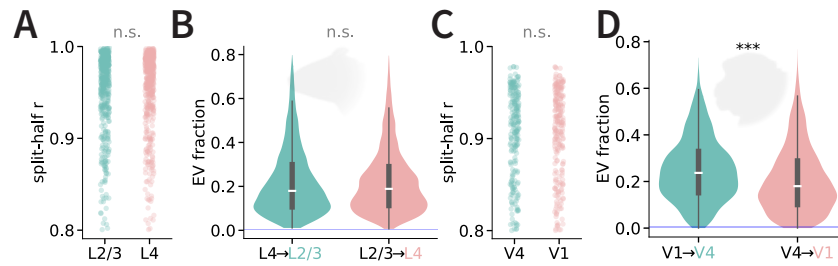 A
n.s.
split-half r
1.0
0.9
0.8
L2/3
L4
B
n.s.
EV fraction
0.8
0.6
0.4
0.2
0.0
L4→L2/3
L2/3→L4
C
n.s.
split-half r
1.0
0.9
0.8
V4
V1
D
***
EV fraction
0.8
0.6
0.4
0.2
0.0
V1→V4
V4→V1